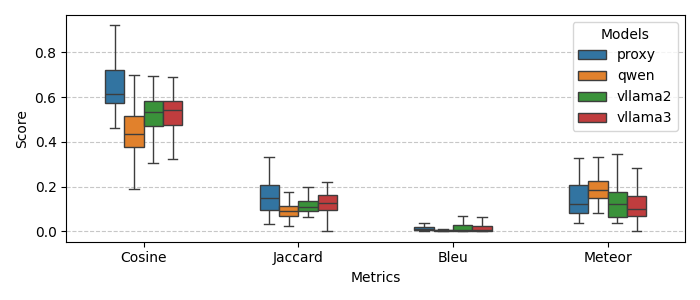 Models
proxy
qwen
vllama2
vllama3
0.8
0.6
0.4
0.2
0.0
Score
Cosine
Jaccard
Bleu
Meteor
Metrics